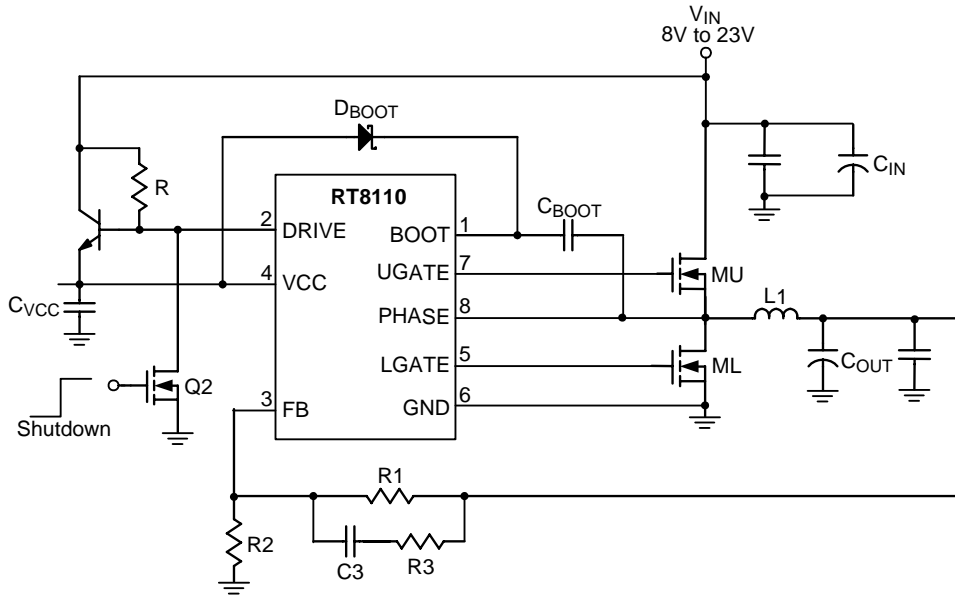 VIN
8V to 23V
DBOOT
R
RT8110
CBOOT
CIN
2
DRIVE
BOOT
1
4
VCC
UGATE
7
MU
CVCC
PHASE
8
L1
LGATE
5
ML
COUT
Q2
3
FB
GND
6
Shutdown
R1
R2
C3
R3